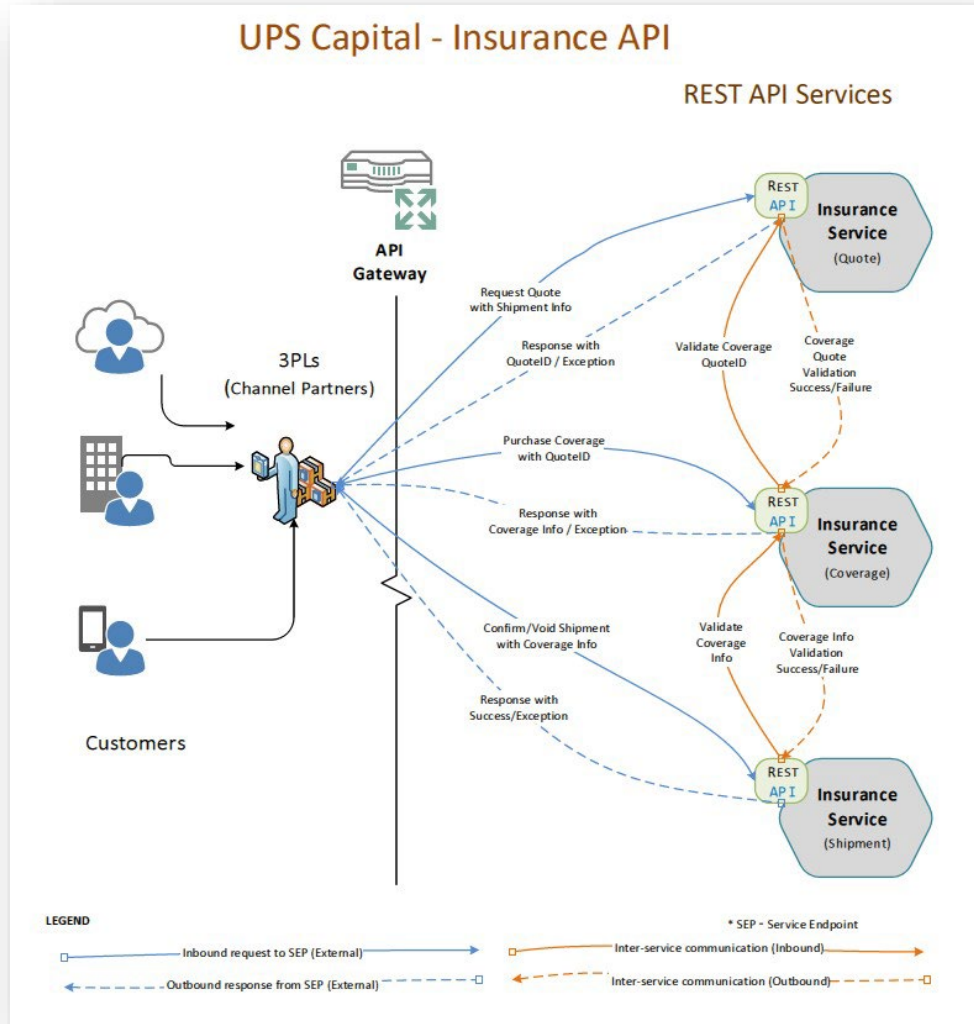 UPS Capital - Insurance API
REST API Services
API
Gateway
3PLs
(Channel Partners)
Customers
REST
API
Insurance
Service
(Quote)
Request Quote
with Shipment Info
Response with
QuoteID / Exception
Validate Coverage
QuoteID
Coverage
Quote
Validation
Success/Failure
Purchase Coverage
with QuoteID
REST
API
Insurance
Service
(Coverage)
Response with
Coverage Info / Exception
Confirm/Void Shipment
with Coverage Info
Validate
Coverage
Info
Coverage Info
Validation
Success/Failure
Response with
Success/Exception
REST
API
Insurance
Service
(Shipment)
LEGEND
* SEP - Service Endpoint
Inbound request to SEP (External)
Inter-service communication (Inbound)
Outbound response from SEP (External)
Inter-service communication (Outbound)